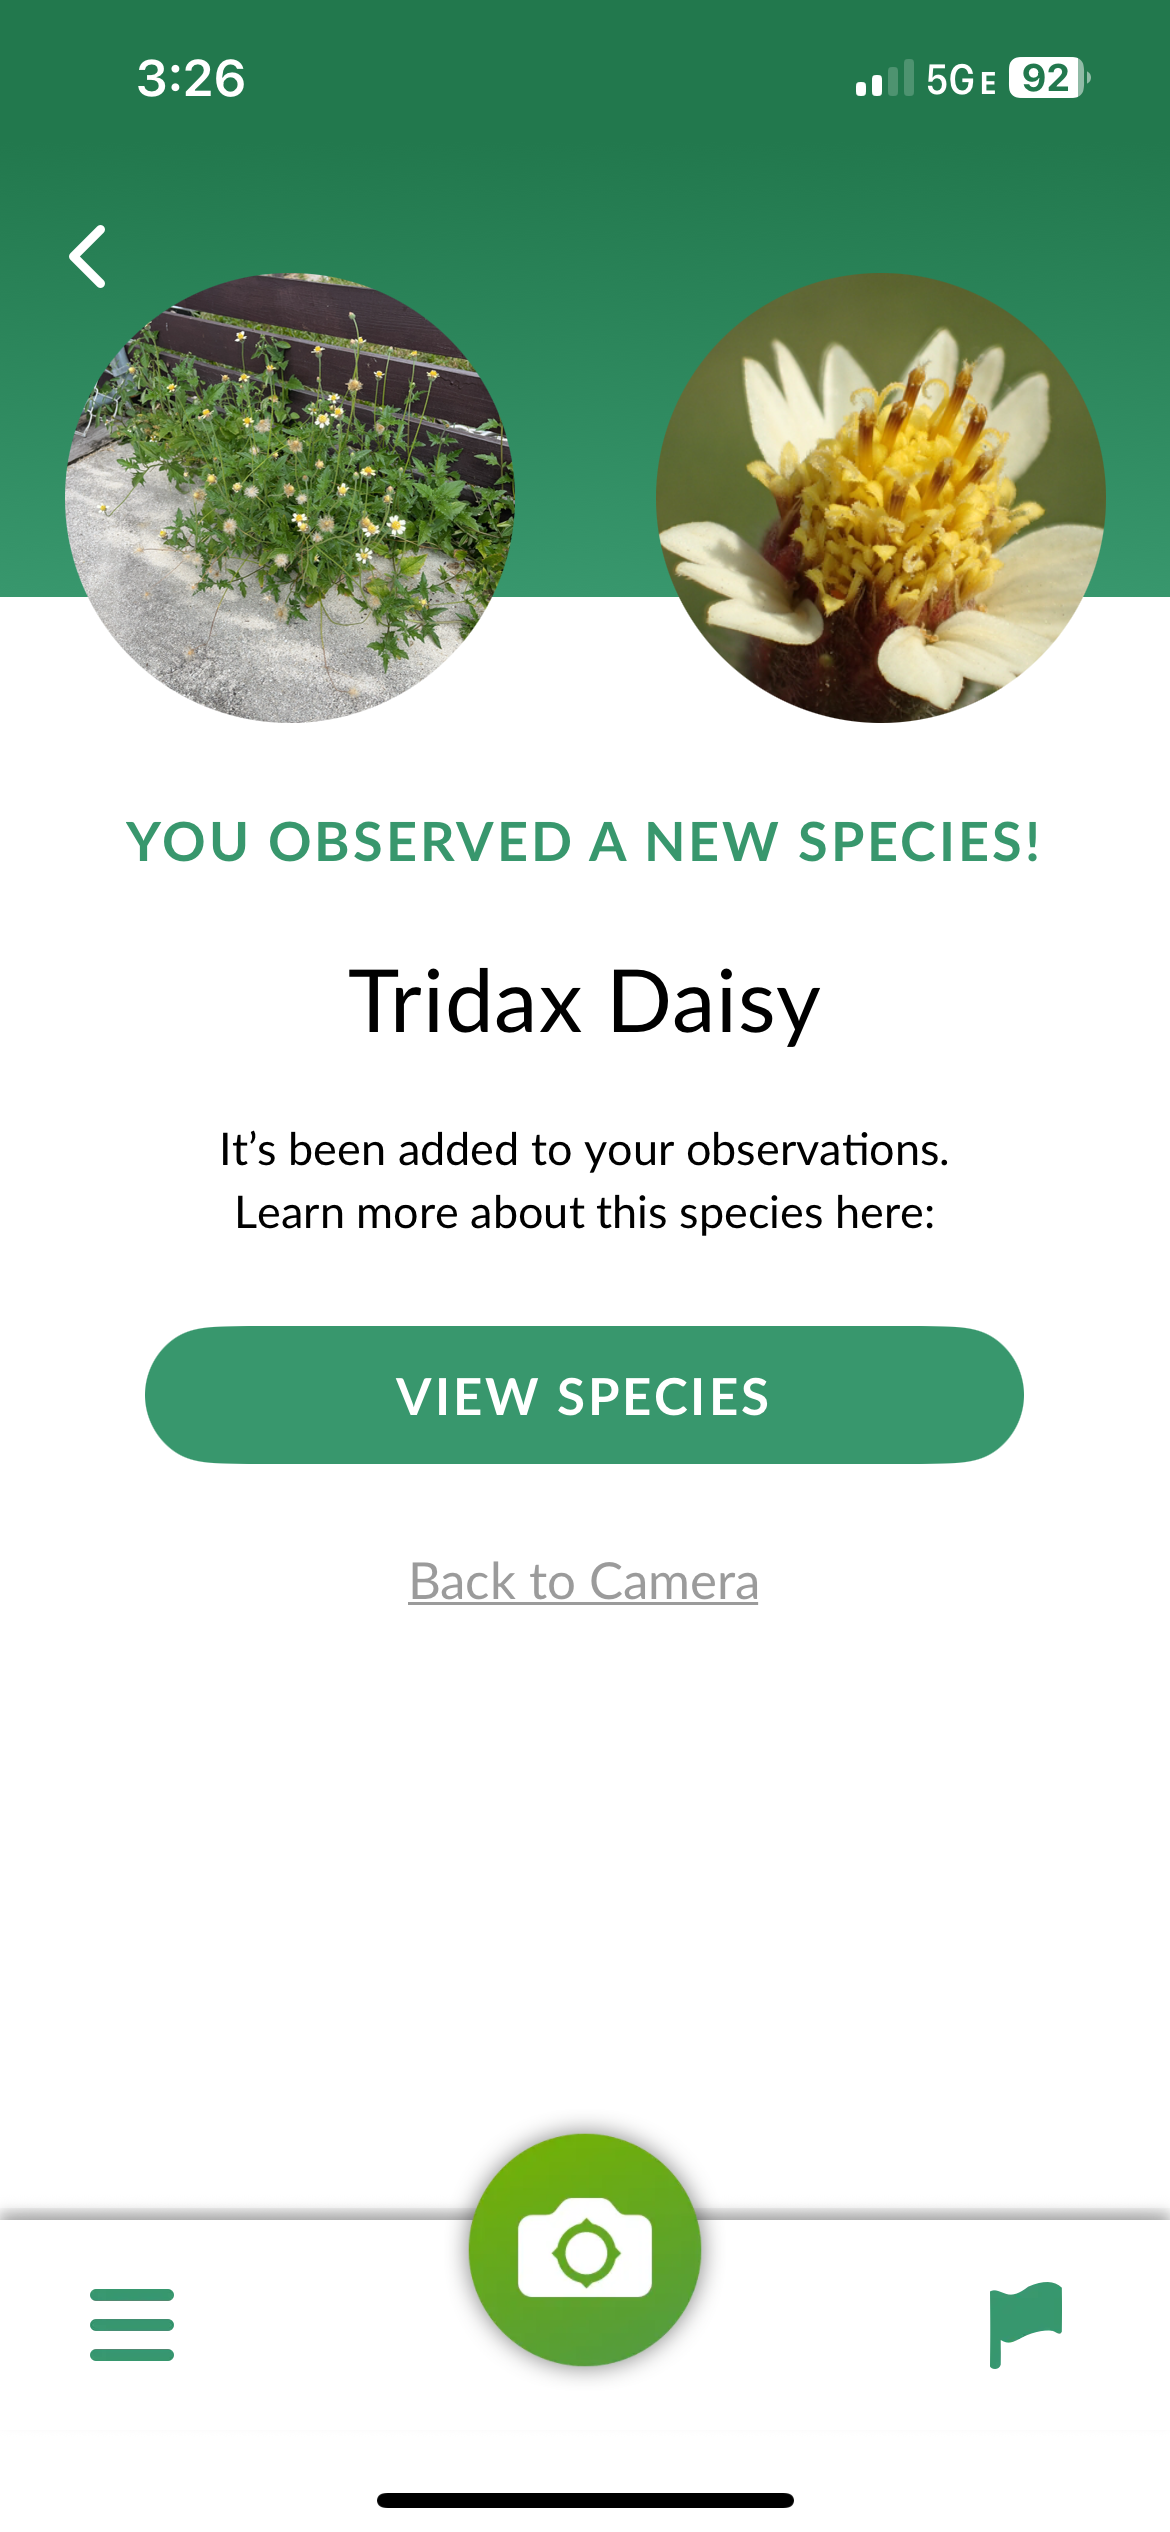 3:26
5GE 92
YOU OBSERVED A NEW SPECIES!
Tridax Daisy
It’s been added to your observations.
Learn more about this species here:
VIEW SPECIES
Back to Camera